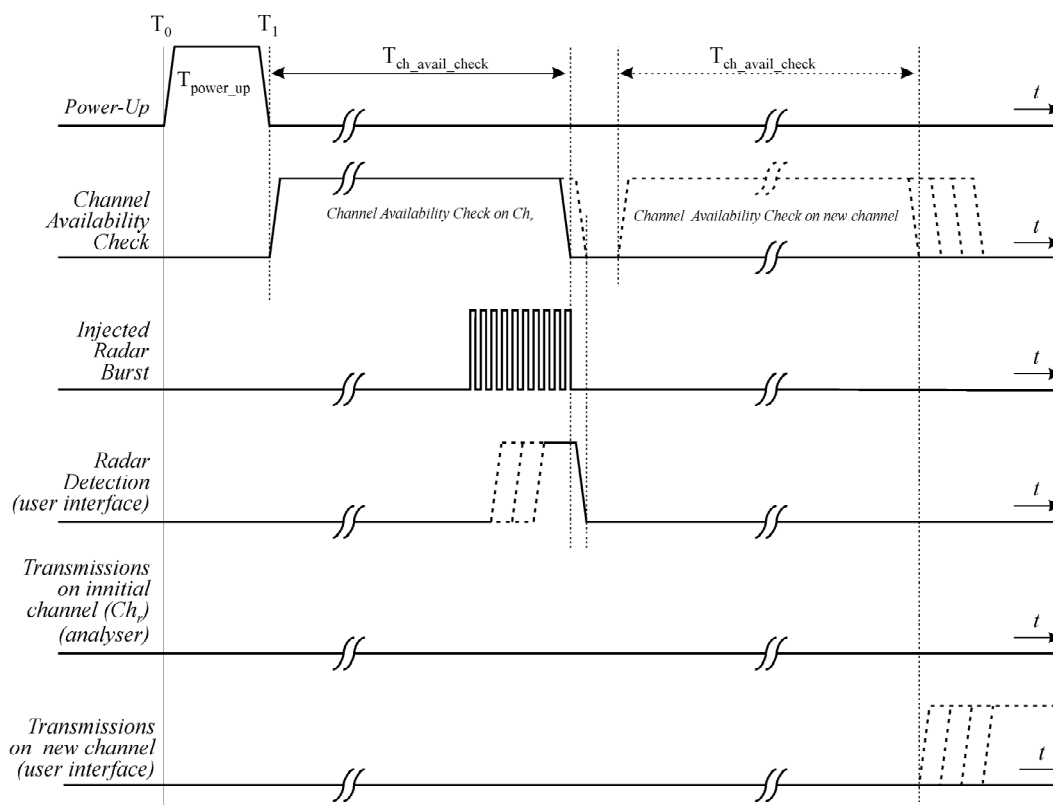 T0 T1
Tch_avail_check Tch_avail_check
Tpower_up
Power-Up
t
Channel
Availability
Check
Channel Availability Check on Chr
Channel Availability Check on new channel
t
Injected
Radar
Burst
t
Radar
Detection
(user interface)
t
Transmissions
on innitial
channel (Chr)
(analyser)
t
Transmissions
on new channel
(user interface)
t